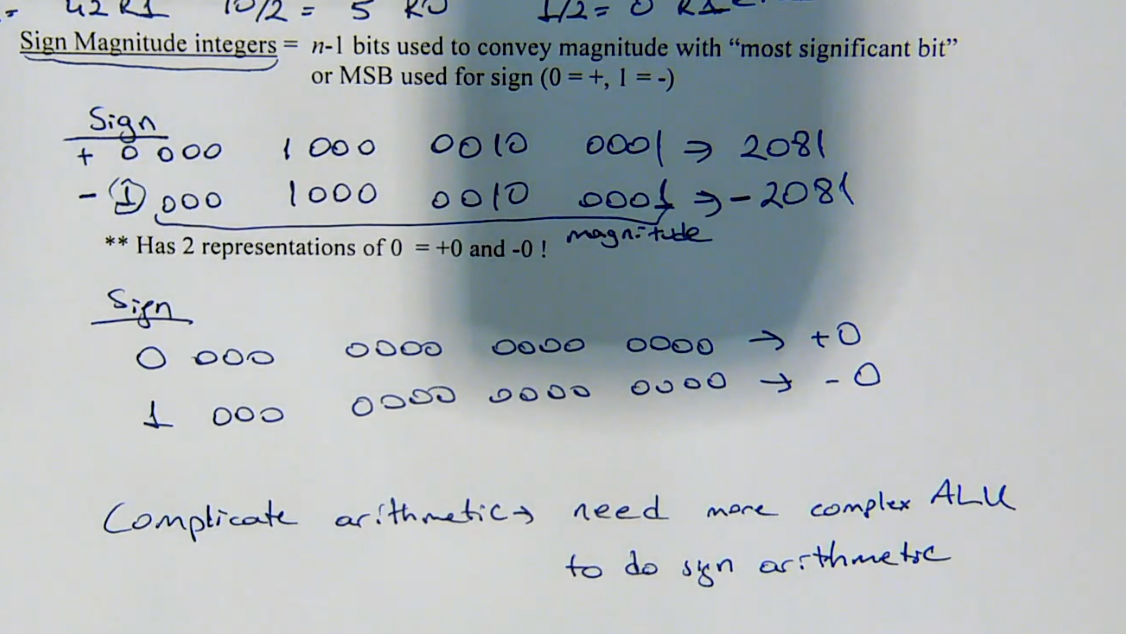 = 42 R1 10/2 = 5 R0 1/2 = 0 R1
Sign Magnitude integers = n-1 bits used to convey magnitude with “most significant bit”
or MSB used for sign (0 = +, 1 = -)
Sign
+ 0 000 1 000 0010 0001 ⇒ 2081
- 1 000 1000 0010 0001 ⇒ - 2081
magnitude
** Has 2 representations of 0 = +0 and -0 !
Sign
0 000 0000 0000 0000 → +0
1 000 0000 0000 0000 → - 0
Complicate arithmetic → need more complex ALU
to do sign arithmetic